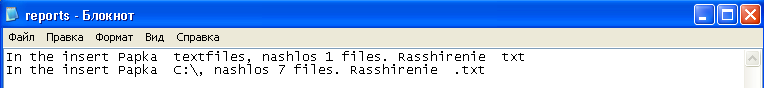 reports - Блокнот
Файл Правка Формат Вид Справка
In the insert Papka  textfiles, nashlos 1 files. Rasshirenie  txt
In the insert Papka  C:\, nashlos 7 files. Rasshirenie  .txt